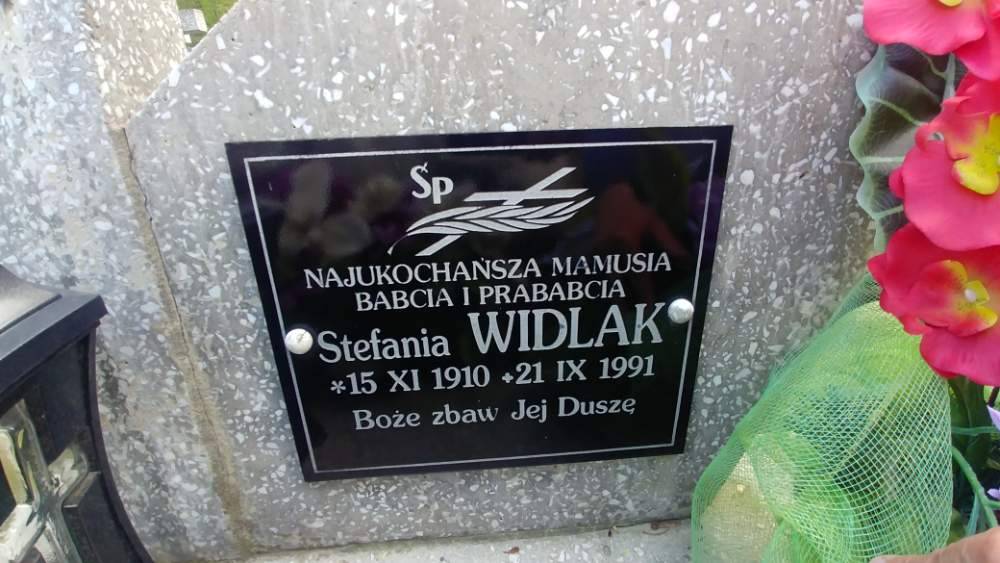 ŚP
NAJUKOCHAŃSZA MAMUSIA
BABCIA I PRABABCIA
Stefania WIDLAK
*15 XI 1910 +21 IX 1991
Boże zbaw Jej Duszę